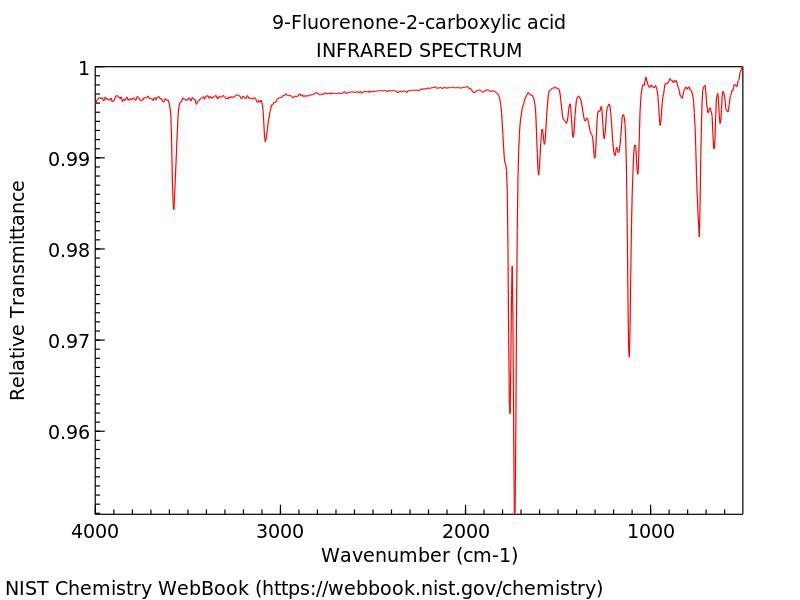 9-Fluorenone-2-carboxylic acid
INFRARED SPECTRUM
1
0.99
0.98
0.97
0.96
Relative Transmittance
4000 3000 2000 1000
Wavenumber (cm-1)
NIST Chemistry WebBook (https://webbook.nist.gov/chemistry)